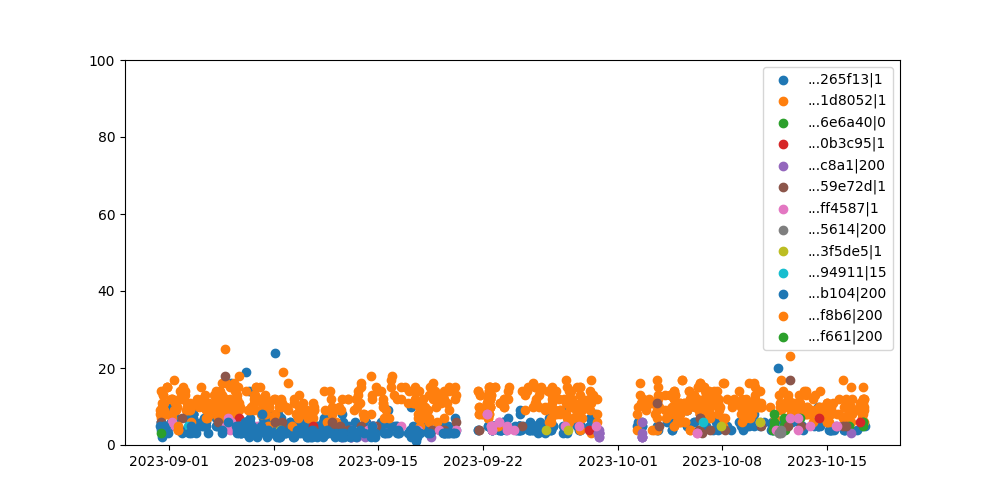 100
80
60
40
20
0
2023-09-01
2023-09-08
2023-09-15
2023-09-22
2023-10-01
2023-10-08
2023-10-15
...265f13|1
...1d8052|1
...6e6a40|0
...0b3c95|1
...c8a1|200
...59e72d|1
...ff4587|1
...5614|200
...3f5de5|1
...94911|15
...b104|200
...f8b6|200
...f661|200